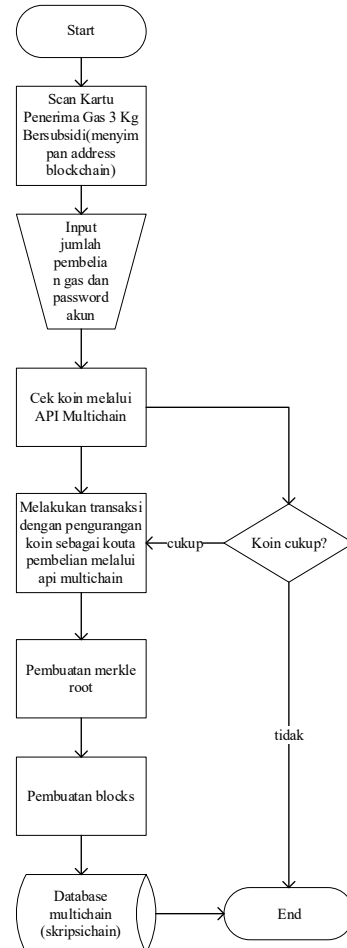 Start
Scan Kartu
Penerima Gas 3 Kg
Bersubsidi(menyim
pan address
blockchain)
Input
jumlah
pembelia
n gas dan
password
akun
Cek koin melalui
API Multichain
Melakukan transaksi
dengan pengurangan
koin sebagai kouta
pembelian melalui
api multichain
cukup
Koin cukup?
Pembuatan merkle
root
tidak
Pembuatan blocks
Database
multichain
(skripsichain)
End